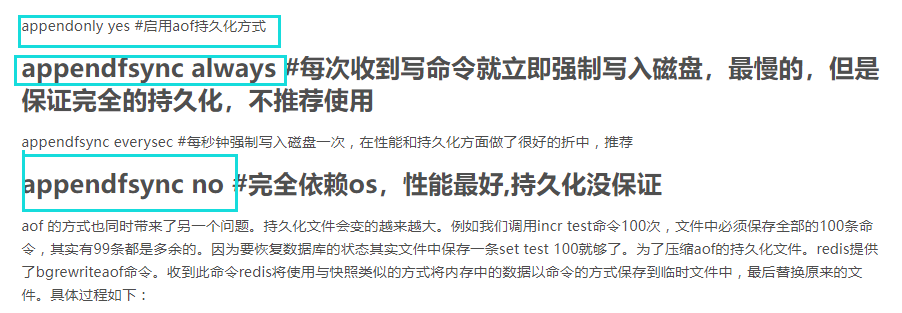 appendonly yes #启用aof持久化方式
appendfsync always #每次收到写命令就立即强制写入磁盘，最慢的，但是
保证完全的持久化，不推荐使用
appendfsync everysec #每秒钟强制写入磁盘一次，在性能和持久化方面做了很好的折中，推荐
appendfsync no #完全依赖os，性能最好,持久化没保证
aof 的方式也同时带来了另一个问题。持久化文件会变的越来越大。例如我们调用incr test命令100次，文件中必须保存全部的100条命
令，其实有99条都是多余的。因为要恢复数据库的状态其实文件中保存一条set test 100就够了。为了压缩aof的持久化文件。redis提供
了bgrewriteaof命令。收到此命令redis将使用与快照类似的方式将内存中的数据以命令的方式保存到临时文件中，最后替换原来的文
件。具体过程如下：